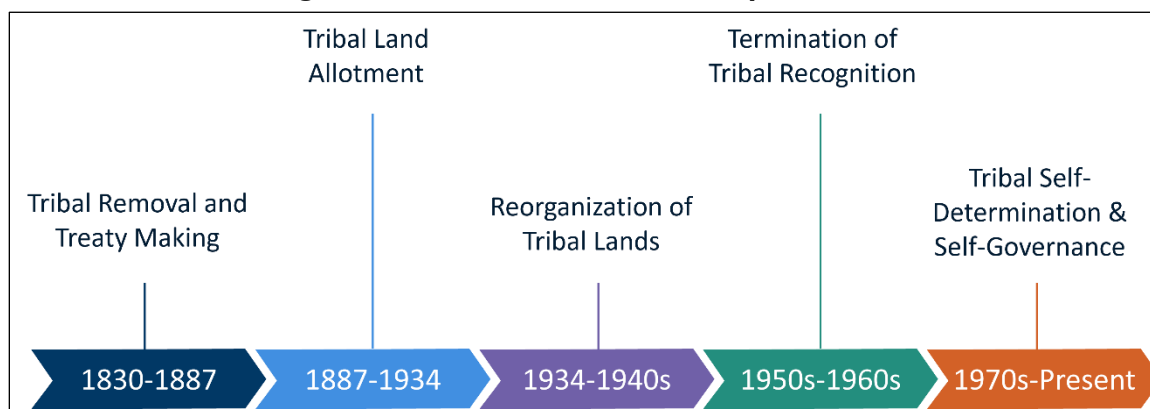 Tribal Land
Allotment
Termination of
Tribal Recognition
Tribal Removal and
Treaty Making
Reorganization of
Tribal Lands
Tribal Self-
Determination &
Self-Governance
1830-1887
1887-1934
1934-1940s
1950s-1960s
1970s-Present